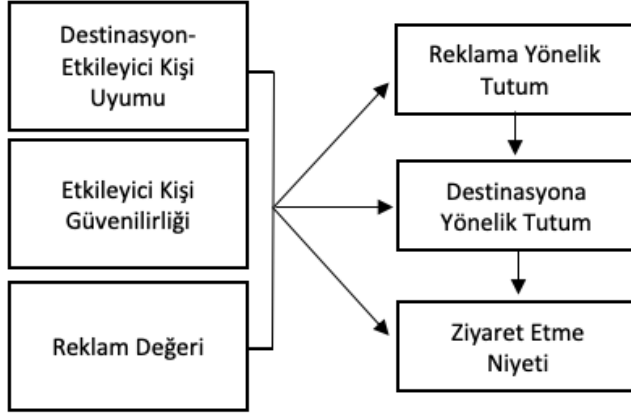 Destinasyon-
Etkileyici Kişi
Uyumu
Etkileyici Kişi
Güvenilirliği
Reklam Değeri
Reklama Yönelik
Tutum
Destinasyona
Yönelik Tutum
Ziyaret Etme
Niyeti